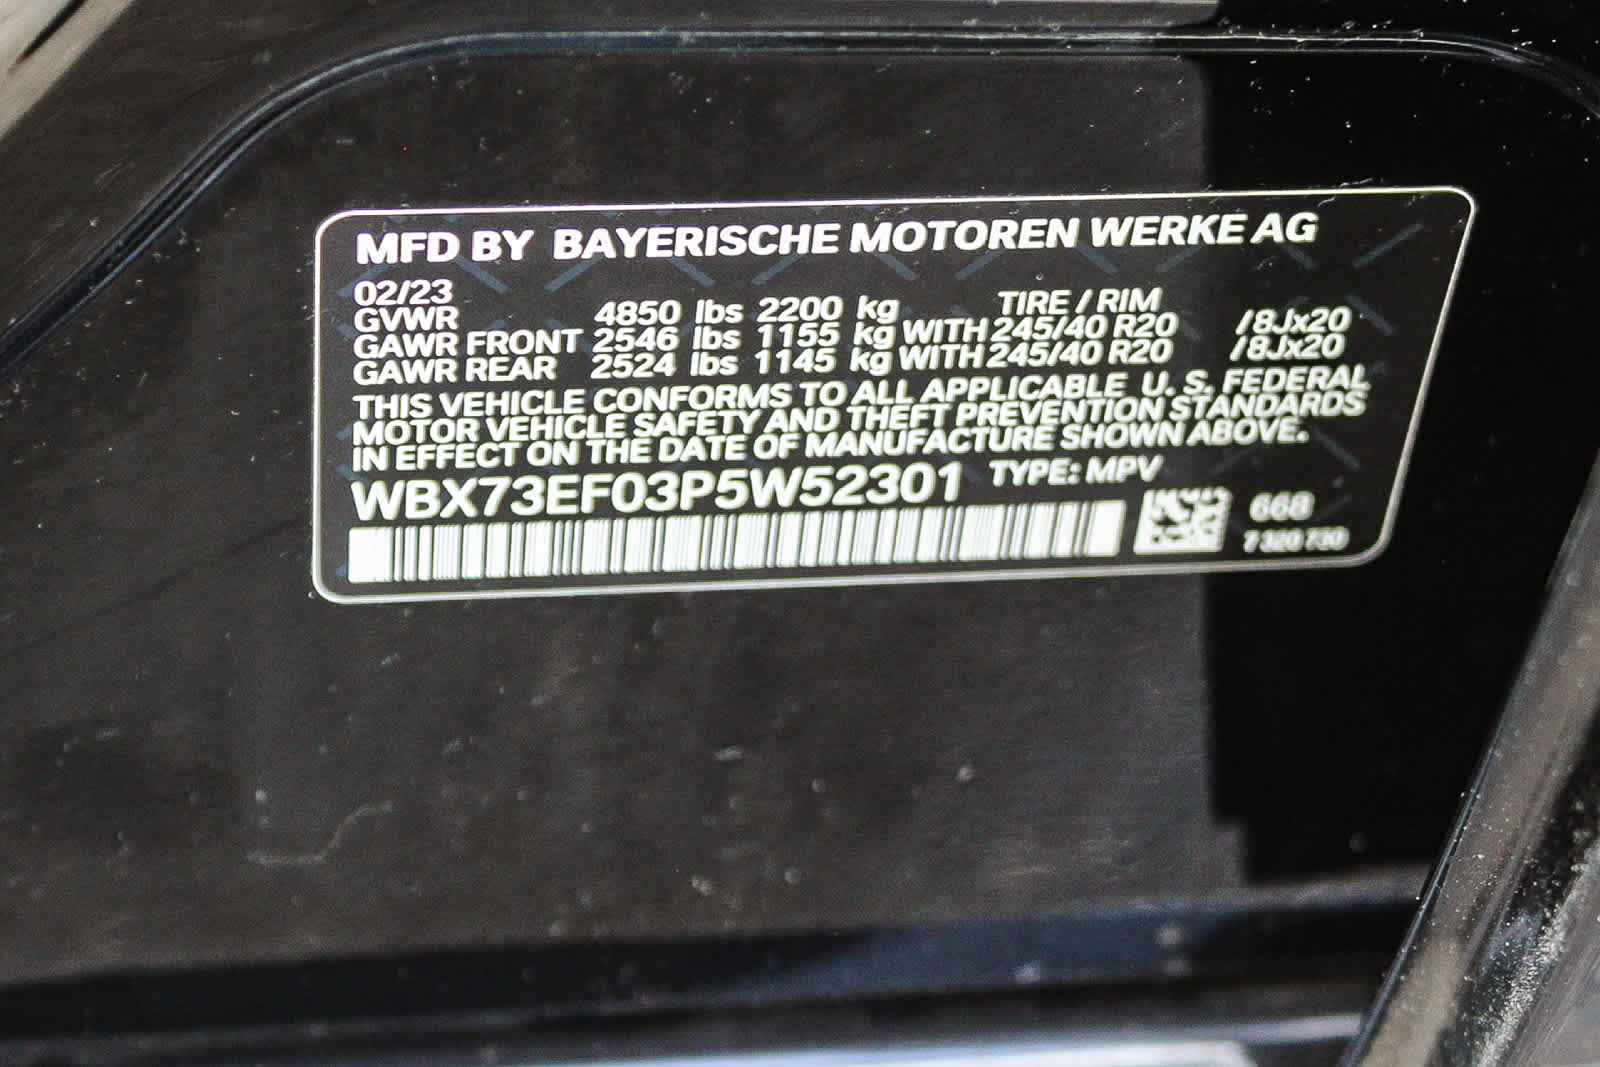 MFD BY BAYERISCHE MOTOREN WERKE AG
02/23 TIRE / RIM
GVWR 4850 lbs 2200 kg
GAWR FRONT 2546 lbs 1155 kg WITH 245/40 R20 /8Jx20
GAWR REAR 2524 lbs 1145 kg WITH 245/40 R20 /8Jx20
THIS VEHICLE CONFORMS TO ALL APPLICABLE U. S. FEDERAL
MOTOR VEHICLE SAFETY AND THEFT PREVENTION STANDARDS
IN EFFECT ON THE DATE OF MANUFACTURE SHOWN ABOVE.
WBX73EF03P5W52301 TYPE: MPV
668
7 320 730